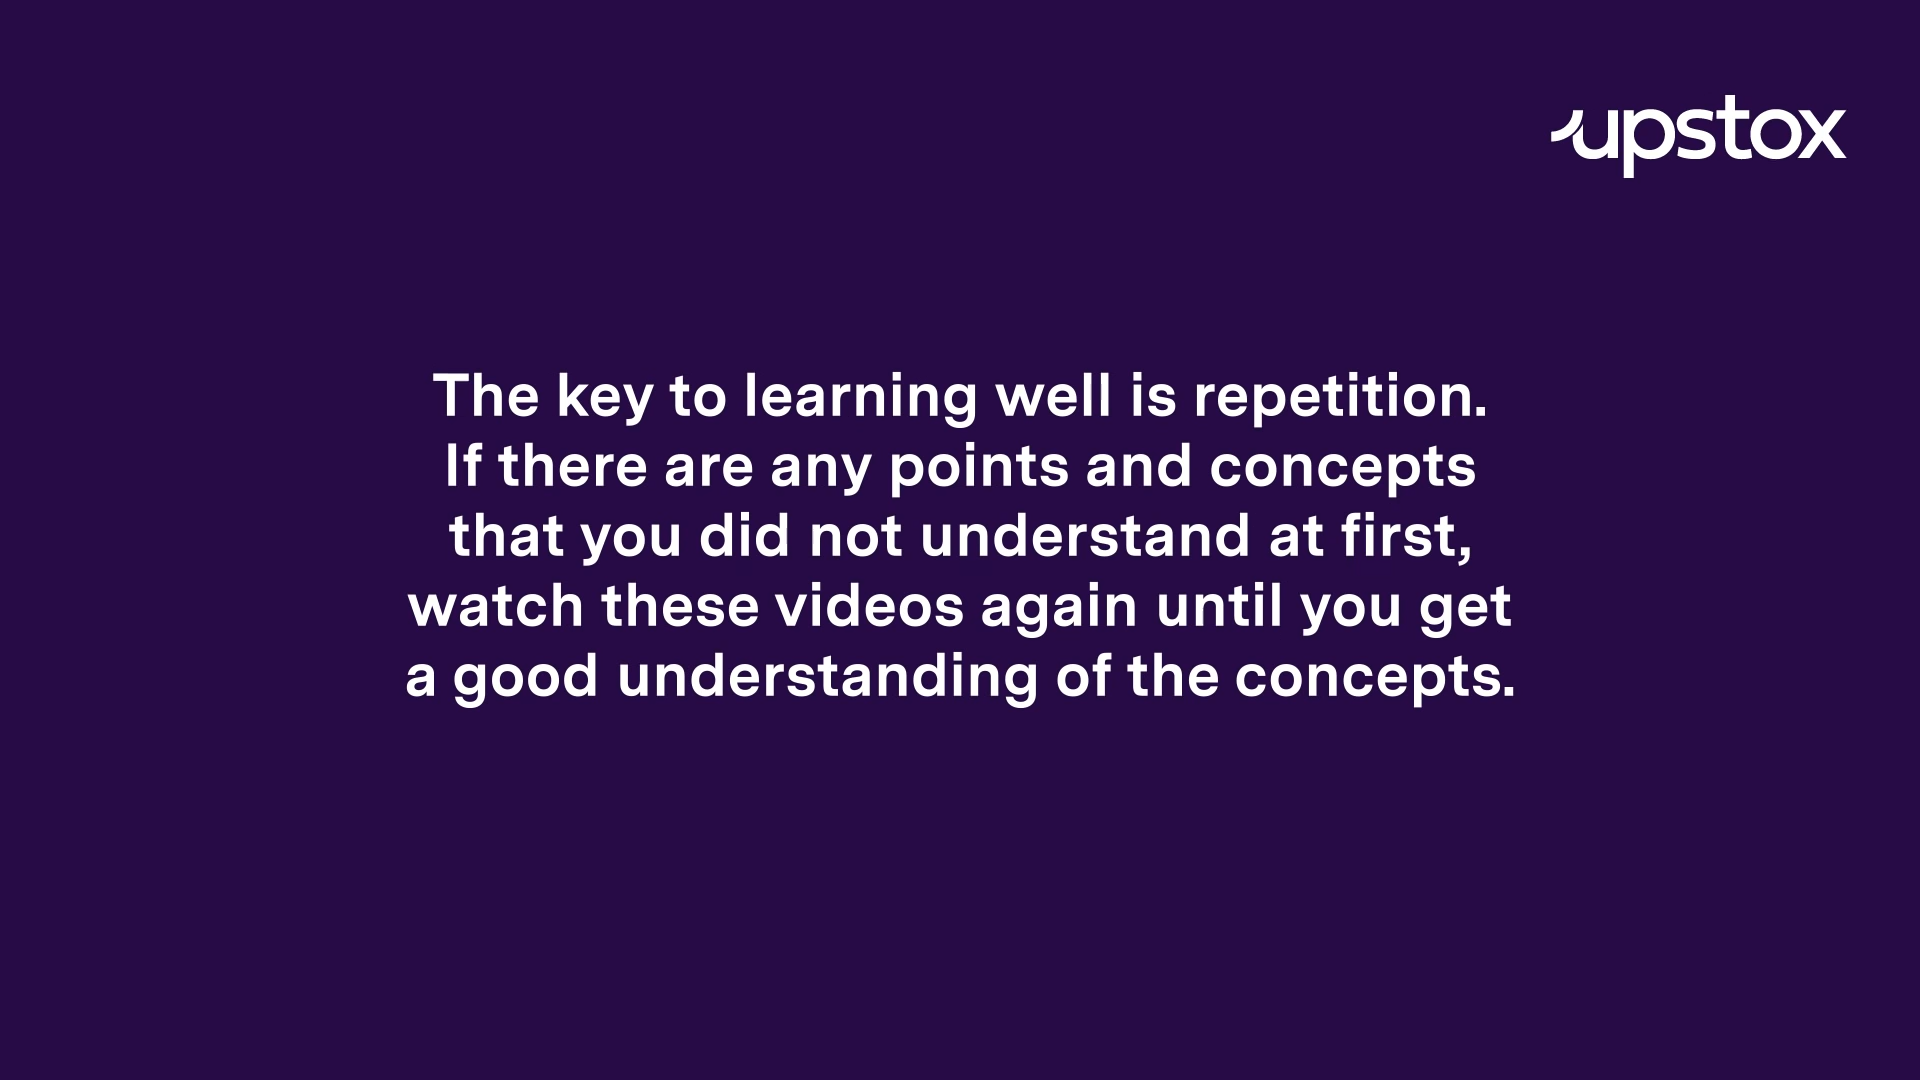 upstox
The key to learning well is repetition.
If there are any points and concepts
that you did not understand at first,
watch these videos again until you get
a good understanding of the concepts.